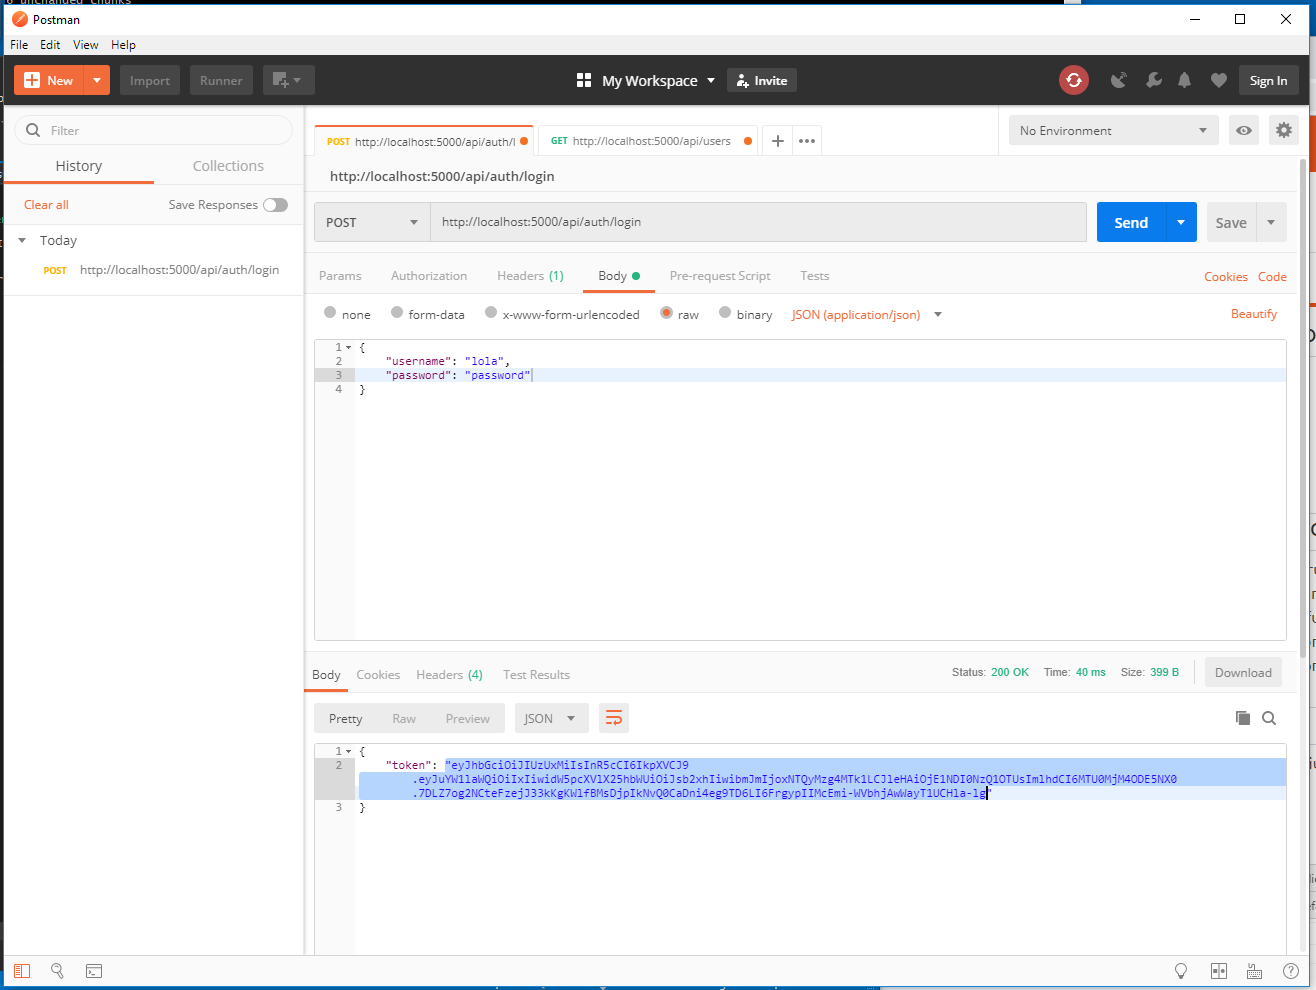 6 unchanged chunks
Postman
File Edit View Help
New Import Runner My Workspace Invite Sign In
Filter
History Collections
Clear all Save Responses
Today
POST http://localhost:5000/api/auth/login
POST http://localhost:5000/api/auth/l GET http://localhost:5000/api/users + •••
No Environment
http://localhost:5000/api/auth/login
POST http://localhost:5000/api/auth/login Send Save
Params Authorization Headers (1) Body Pre-request Script Tests Cookies Code
none form-data x-www-form-urlencoded raw binary JSON (application/json) Beautify
1 {
2 "username": "lola",
3 "password": "password"
4 }
Body Cookies Headers (4) Test Results Status: 200 OK Time: 40 ms Size: 399 B Download
Pretty Raw Preview JSON
1 {
2 "token": "eyJhbGciOiJIUzUxMiIsInR5cCI6IkpXVCJ9
.eyJuYW1laWQiOiIxIiwidW5pcXVlX25hbWUiOiJsb2xhIiwibmJmIjoxNTQyMzg4MTk1LCJleHAiOjE1NDI0NzQ1OTUsImlhdCI6MTU0MjM4ODE5NX0
.7DLZ7og2NCteFzejJ33kKgKWlfBMsDjpIkNvQ0CaDni4eg9TD6LI6FrgypIIMcEmi-WVbhjAwWayT1UCHla-lg"
3 }